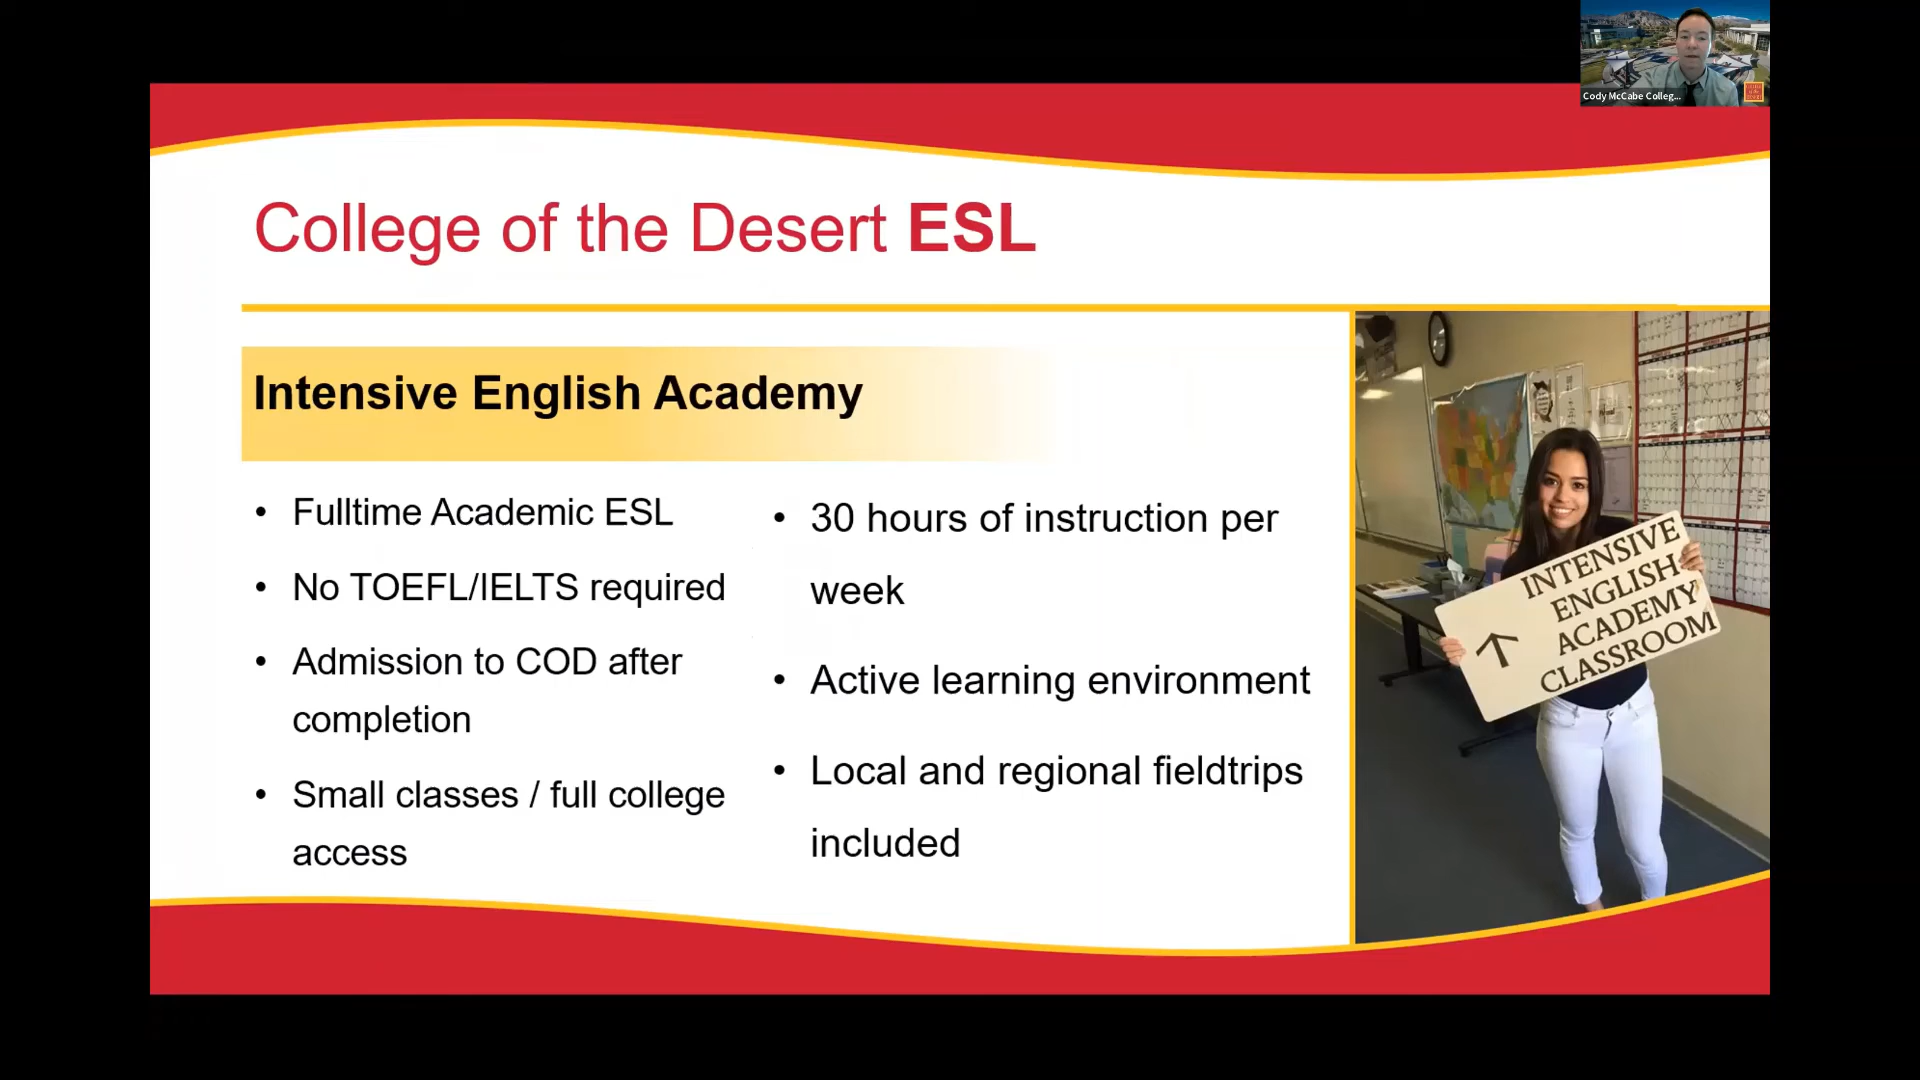 Cody McCabe Colleg...
College of the Desert ESL
Intensive English Academy
• Fulltime Academic ESL
• No TOEFL/IELTS required
• Admission to COD after
completion
• Small classes / full college
access
• 30 hours of instruction per
week
• Active learning environment
• Local and regional fieldtrips
included
INTENSIVE
ENGLISH
ACADEMY
CLASSROOM